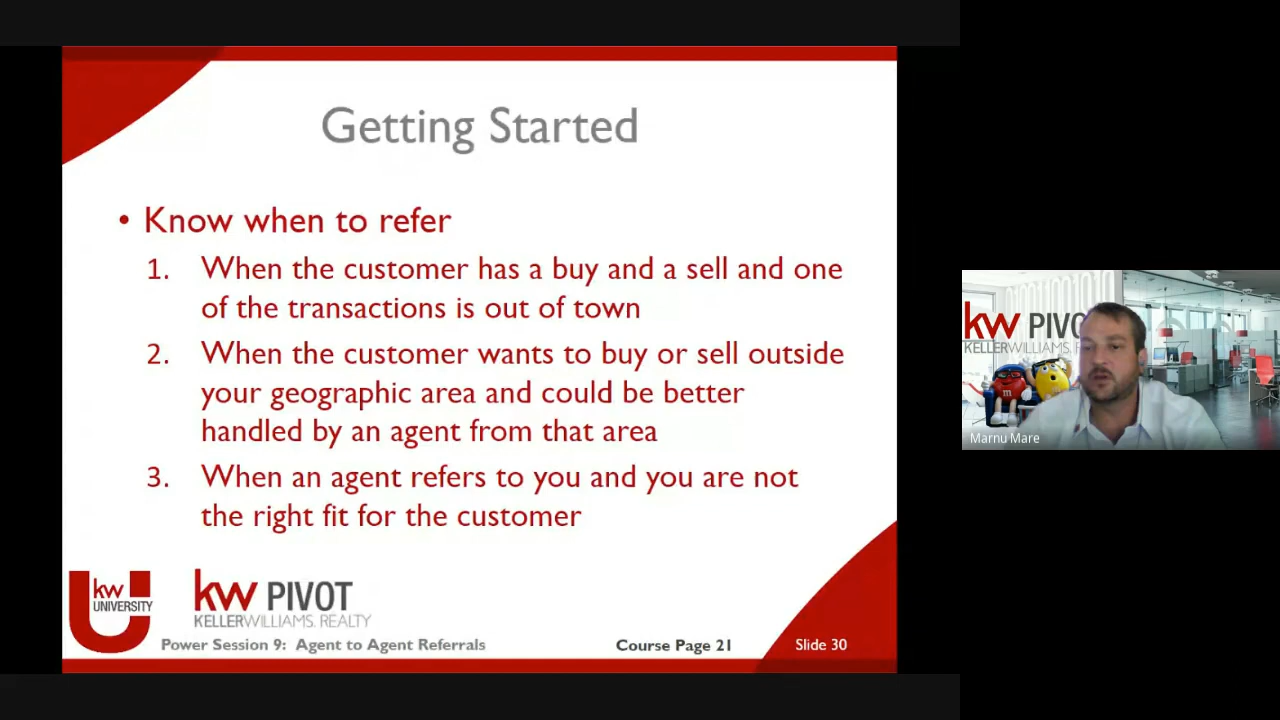 Getting Started
• Know when to refer
1. When the customer has a buy and a sell and one
of the transactions is out of town
2. When the customer wants to buy or sell outside
your geographic area and could be better
handled by an agent from that area
3. When an agent refers to you and you are not
the right fit for the customer
kw
UNIVERSITY
kw PIVOT
KELLERWILLIAMS. REALTY
Power Session 9: Agent to Agent Referrals
Course Page 21
Slide 30
kw PIVO
KELLERWILLIAMS. R
m
Marnu Mare